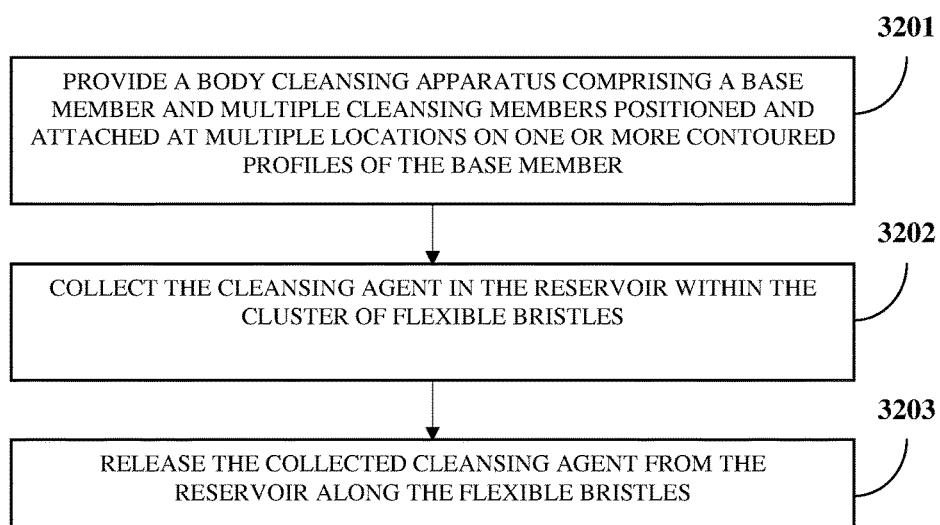 3201
PROVIDE A BODY CLEANSING APPARATUS COMPRISING A BASE
MEMBER AND MULTIPLE CLEANSING MEMBERS POSITIONED AND
ATTACHED AT MULTIPLE LOCATIONS ON ONE OR MORE CONTOURED
PROFILES OF THE BASE MEMBER
3202
COLLECT THE CLEANSING AGENT IN THE RESERVOIR WITHIN THE
CLUSTER OF FLEXIBLE BRISTLES
3203
RELEASE THE COLLECTED CLEANSING AGENT FROM THE
RESERVOIR ALONG THE FLEXIBLE BRISTLES